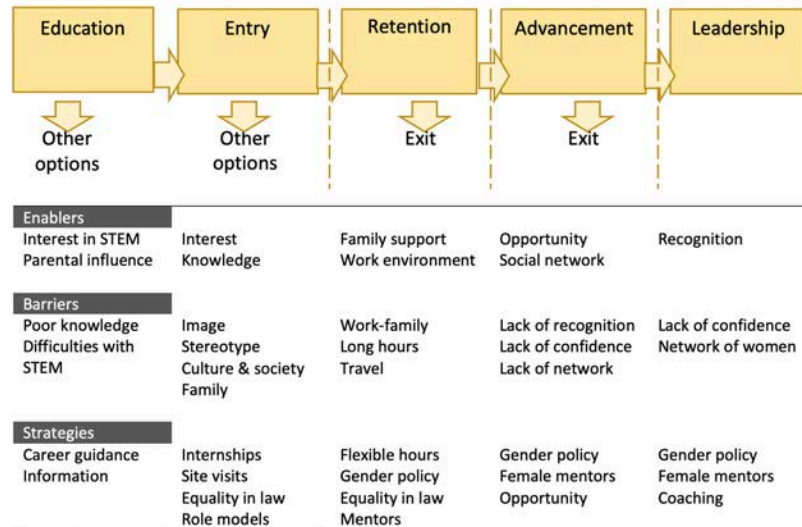 Education Entry Retention Advancement Leadership
Other options Other options Exit Exit
Enablers
Interest in STEM Interest Family support Opportunity Recognition
Parental influence Knowledge Work environment Social network
Barriers
Poor knowledge Image Work-family Lack of recognition Lack of confidence
Difficulties with Stereotype Long hours Lack of confidence Network of women
STEM Culture & society Travel Lack of network
Family
Strategies
Career guidance Internships Flexible hours Gender policy Gender policy
Information Site visits Gender policy Female mentors Female mentors
Equality in law Equality in law Opportunity Coaching
Role models Mentors